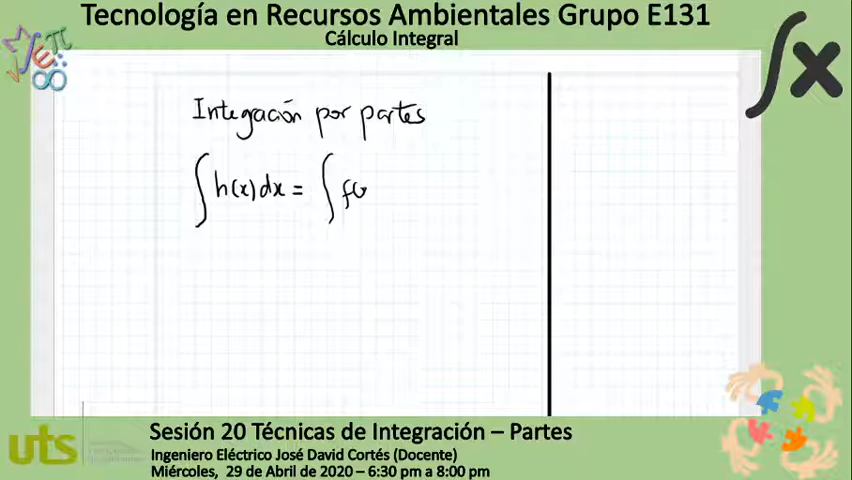 Tecnología en Recursos Ambientales Grupo E131
Cálculo Integral
Integación por partes
∫ h(x) dx = ∫ f(
Sesión 20 Técnicas de Integración – Partes
uts
Ingeniero Eléctrico José David Cortés (Docente)
Miércoles, 29 de Abril de 2020 – 6:30 pm a 8:00 pm